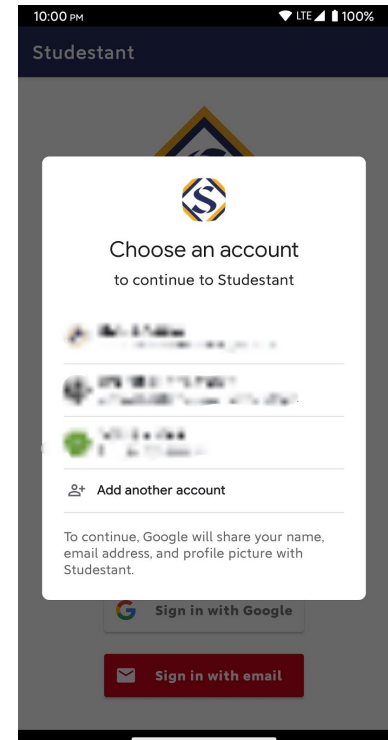 10:00 PM LTE 100%
Studestant
S
Choose an account
to continue to Studestant
Add another account
To continue, Google will share your name,
email address, and profile picture with
Studestant.
G Sign in with Google
Sign in with email